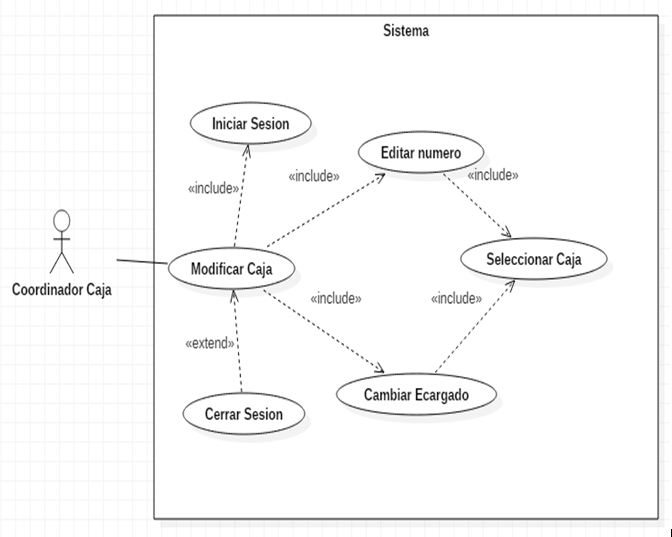 Sistema
Iniciar Sesion
Editar numero
«include»
«include»
«include»
Coordinador Caja
Modificar Caja
Seleccionar Caja
«include»
«include»
«extend»
Cambiar Ecargado
Cerrar Sesion